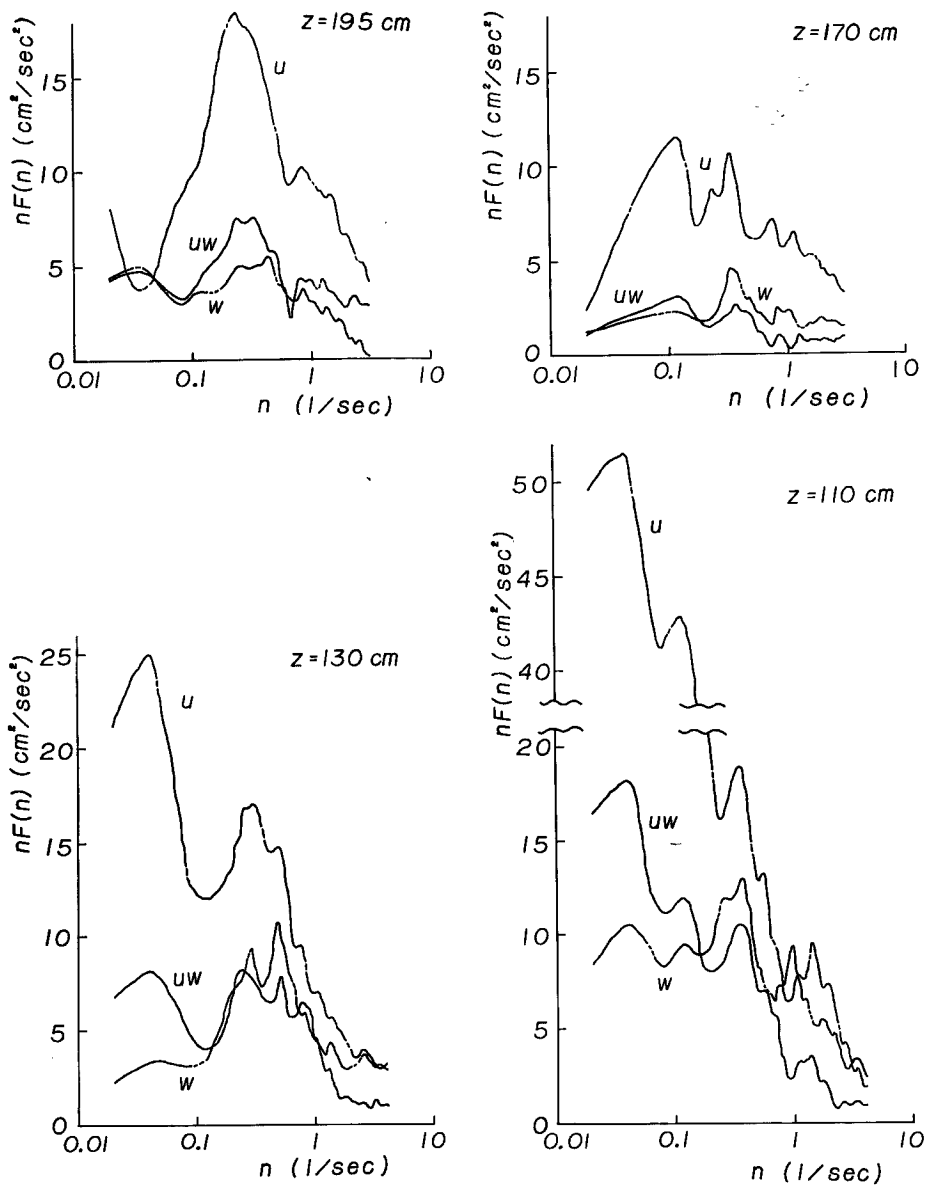 z=195 cm
nF(n) (cm²/sec²)
15
10
5
0
u
uw
w
0.01 0.1 1 10
n (1/sec)
z=170 cm
nF(n) (cm²/sec²)
15
10
5
0
u
uw
w
0.01 0.1 1 10
n (1/sec)
z=130 cm
nF(n) (cm²/sec²)
25
20
15
10
5
0
u
uw
w
0.01 0.1 1 10
n (1/sec)
z=110 cm
nF(n) (cm²/sec²)
50
45
40
20
15
10
5
0
u
uw
w
0.01 0.1 1 10
n (1/sec)